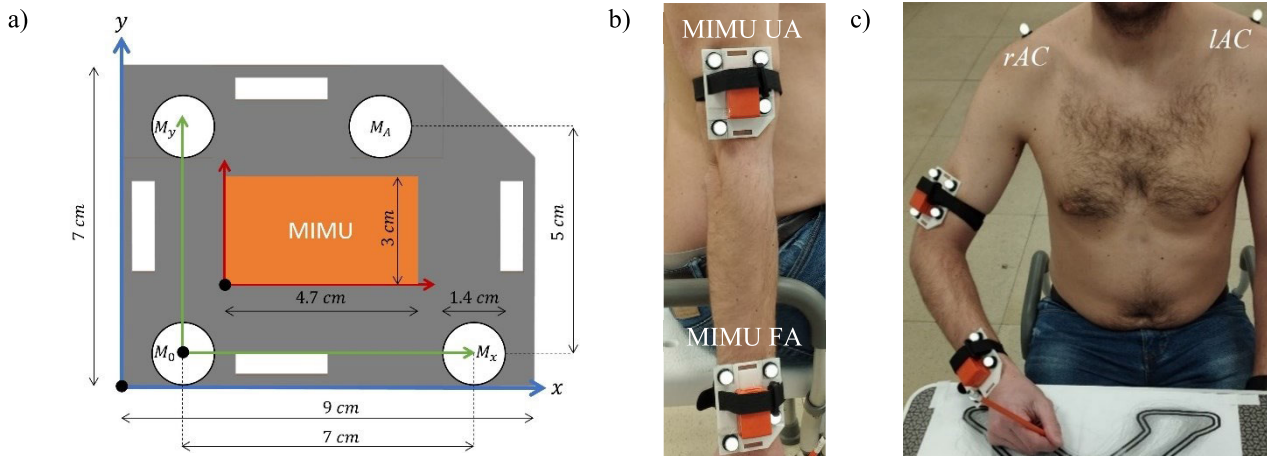 a)
y
7 cm
M_y
M_A
MIMU
3 cm
5 cm
4.7 cm
1.4 cm
M_0
M_x
x
9 cm
7 cm
b)
MIMU UA
MIMU FA
c)
rAC
lAC